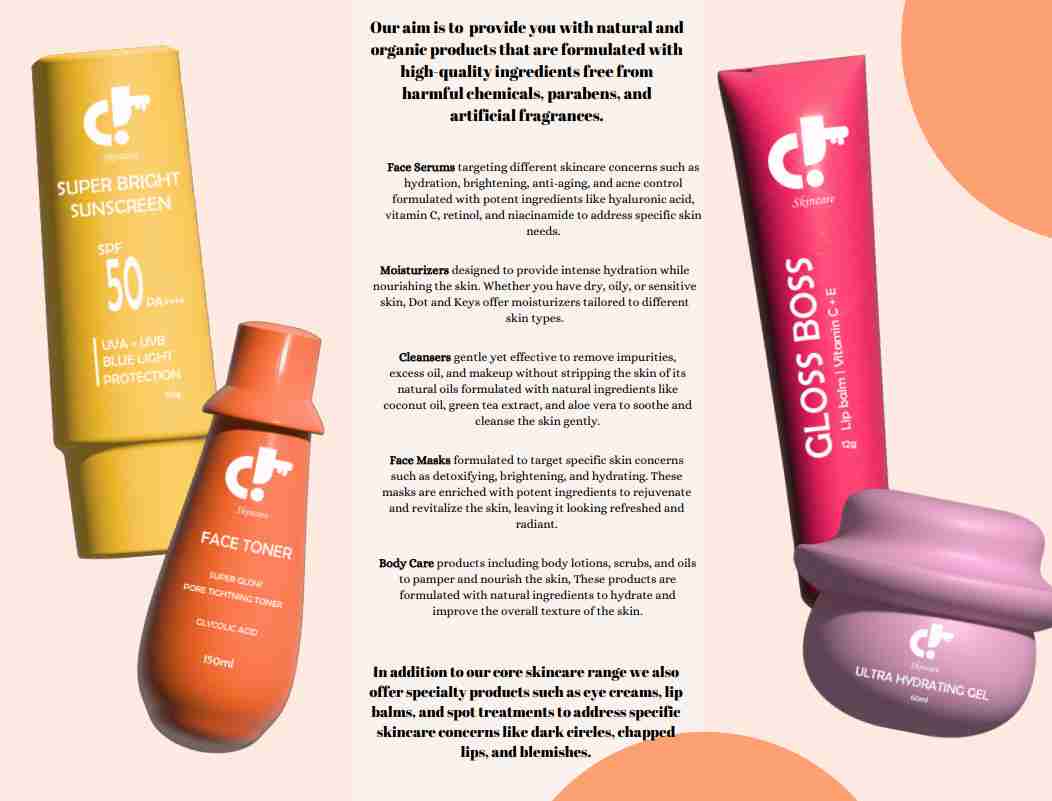 Our aim is to provide you with natural and
organic products that are formulated with
high-quality ingredients free from
harmful chemicals, parabens, and
artificial fragrances.
Face Serums targeting different skincare concerns such as
hydration, brightening, anti-aging, and acne control
formulated with potent ingredients like hyaluronic acid,
vitamin C, retinol, and niacinamide to address specific skin
needs.
Moisturizers designed to provide intense hydration while
nourishing the skin. Whether you have dry, oily, or sensitive
skin, Dot and Keys offer moisturizers tailored to different
skin types.
Cleansers gentle yet effective to remove impurities,
excess oil, and makeup without stripping the skin of its
natural oils formulated with natural ingredients like
coconut oil, green tea extract, and aloe vera to soothe and
cleanse the skin gently.
Face Masks formulated to target specific skin concerns
such as detoxifying, brightening, and hydrating. These
masks are enriched with potent ingredients to rejuvenate
and revitalize the skin, leaving it looking refreshed and
radiant.
Body Care products including body lotions, scrubs, and oils
to pamper and nourish the skin, These products are
formulated with natural ingredients to hydrate and
improve the overall texture of the skin.
In addition to our core skincare range we also
offer specialty products such as eye creams, lip
balms, and spot treatments to address specific
skincare concerns like dark circles, chapped
lips, and blemishes.
Skincare
SUPER BRIGHT
SUNSCREEN
SPF
50 PA++++
UVA + UVB
BLUE LIGHT
PROTECTION
Skincare
FACE TONER
SUPER GLOW
PORE TIGHTNING TONER
GLYCOLIC ACID
150ml
Skincare
GLOSS BOSS
Lip balm | Vitamin C + E
12g
Skincare
ULTRA HYDRATING GEL
60ml